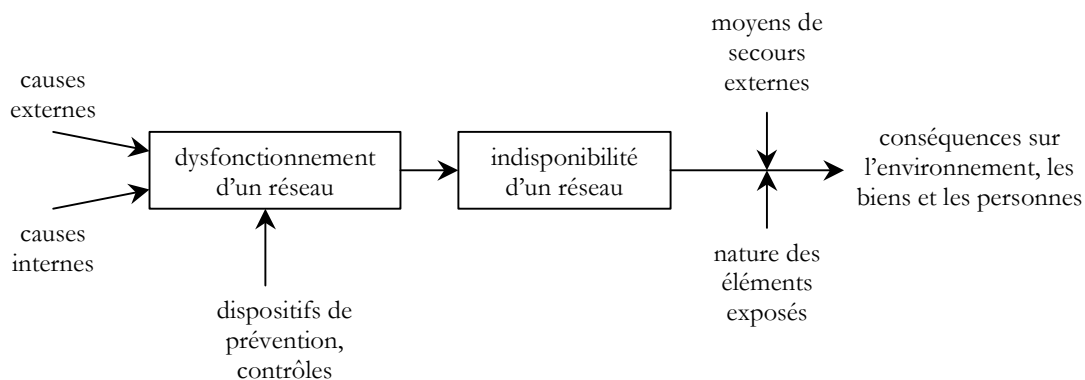 causes
externes
causes
internes
dysfonctionnement
d’un réseau
dispositifs de
prévention,
contrôles
indisponibilité
d’un réseau
moyens de
secours
externes
nature des
éléments
exposés
conséquences sur
l’environnement, les
biens et les personnes